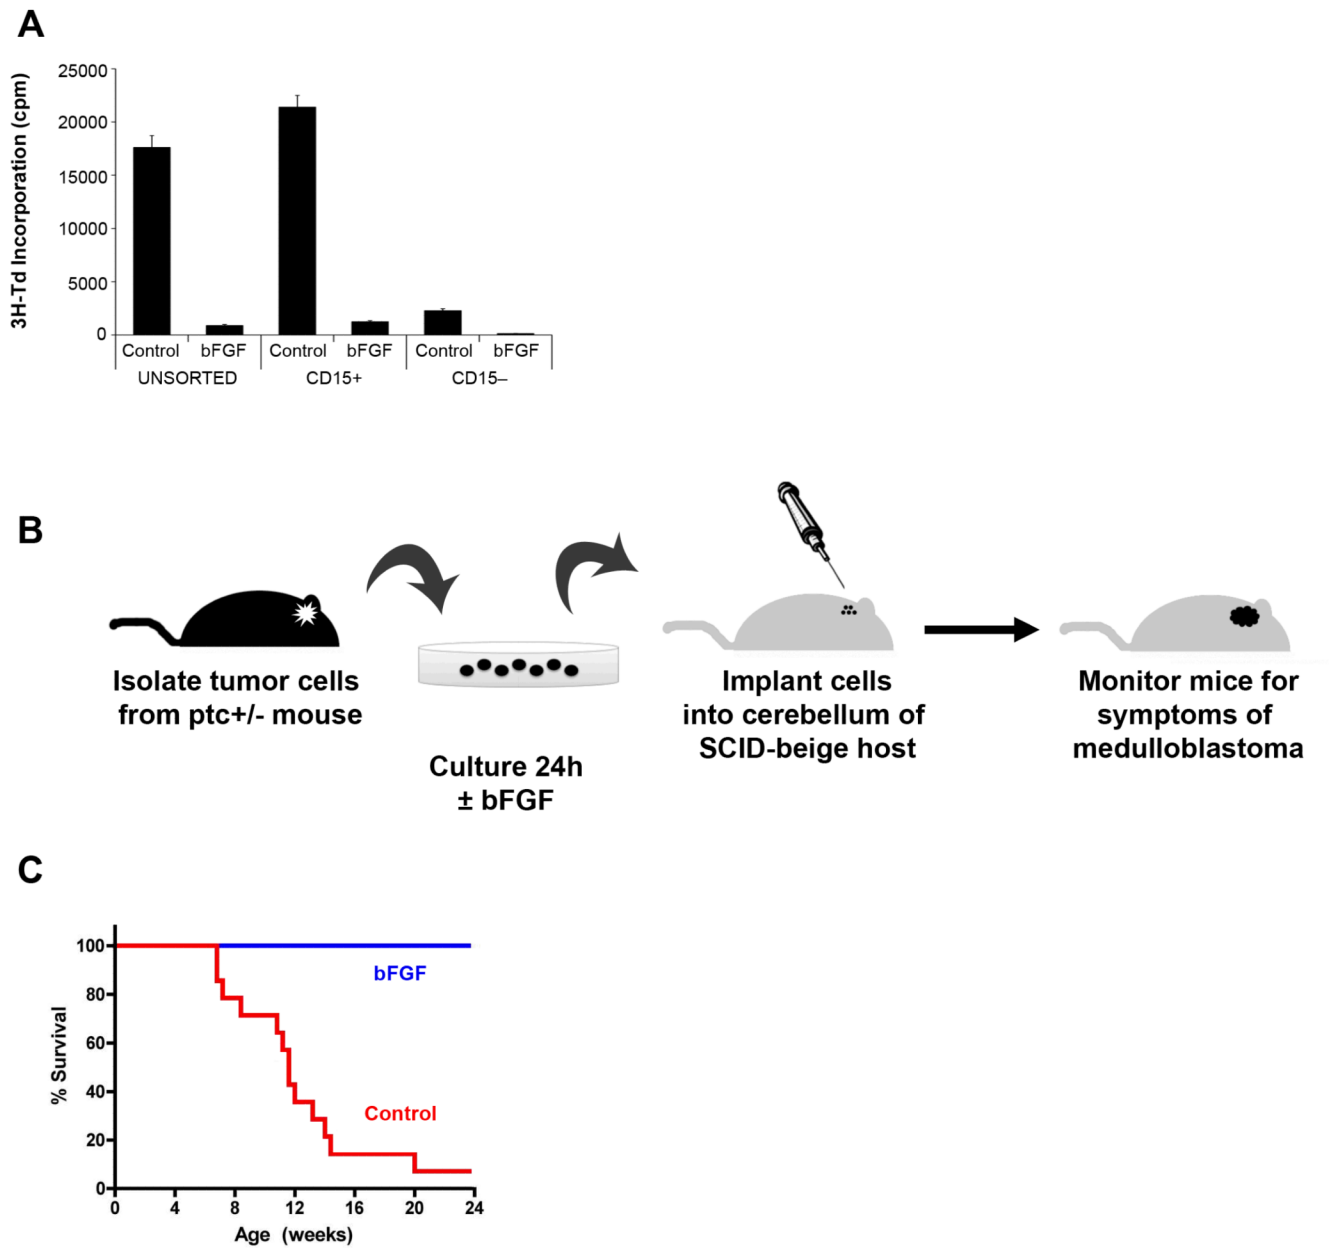 A
3H-Td Incorporation (cpm)
25000
20000
15000
10000
5000
0
Control bFGF Control bFGF Control bFGF
UNSORTED CD15+ CD15–
B
Isolate tumor cells
from ptc+/- mouse
Culture 24h
± bFGF
Implant cells
into cerebellum of
SCID-beige host
Monitor mice for
symptoms of
medulloblastoma
C
% Survival
100
80
60
40
20
0
bFGF
Control
0 4 8 12 16 20 24
Age (weeks)